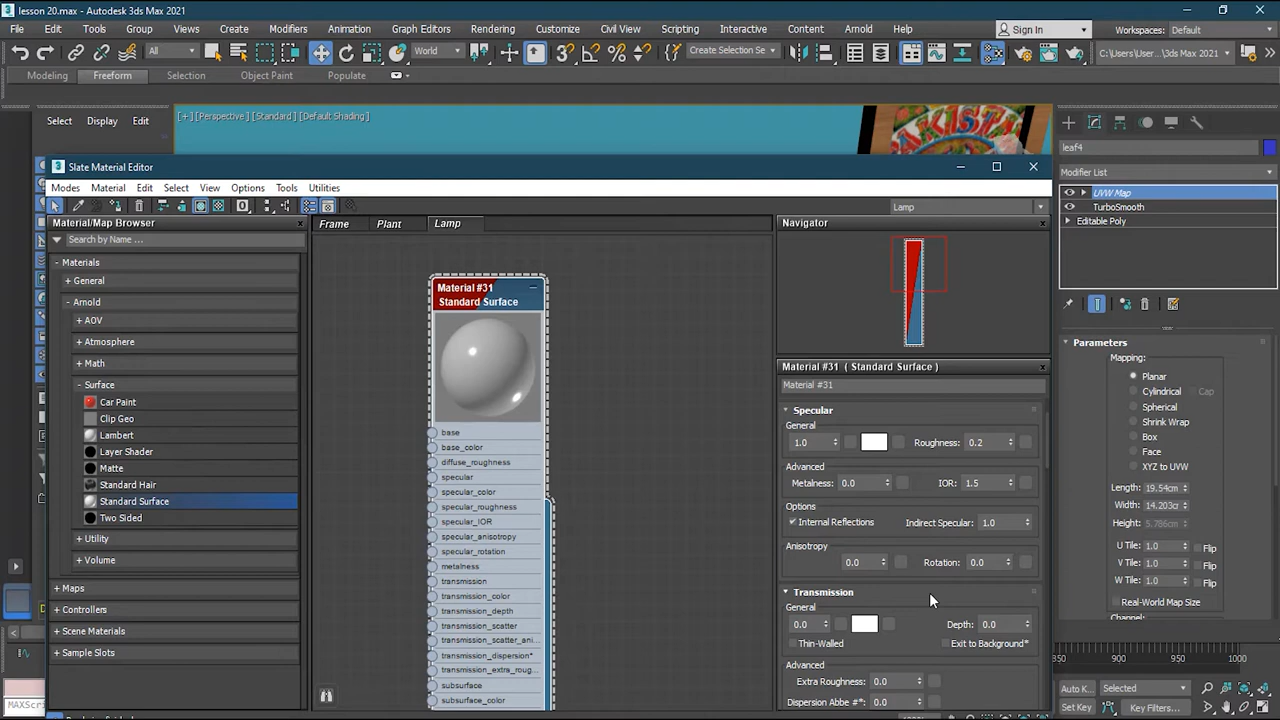 lesson 20.max - Autodesk 3ds Max 2021
File Edit Tools Group Views Create Modifiers Animation Graph Editors Rendering Customize Civil View Scripting Interactive Content Arnold Help
Sign In
Workspaces: Default
All
World
Create Selection Se
C:\Users\User...ds Max 2021
Modeling Freeform Selection Object Paint Populate
Select Display Edit
[+] [Perspective] [Standard] [Default Shading]
leaf4
Modifier List
UVW Map
TurboSmooth
Editable Poly
Slate Material Editor
Modes Material Edit Select View Options Tools Utilities
Lamp
Material/Map Browser
Search by Name ...
- Materials
+ General
- Arnold
+ AOV
+ Atmosphere
+ Math
- Surface
Car Paint
Clip Geo
Lambert
Layer Shader
Matte
Standard Hair
Standard Surface
Two Sided
+ Utility
+ Volume
+ Maps
+ Controllers
+ Scene Materials
+ Sample Slots
Frame Plant Lamp
Material #31
Standard Surface
base
base_color
diffuse_roughness
specular
specular_color
specular_roughness
specular_IOR
specular_anisotropy
specular_rotation
metalness
transmission
transmission_color
transmission_depth
transmission_scatter
transmission_scatter_ani...
transmission_dispersion*
transmission_extra_roug...
subsurface
subsurface_color
Navigator
Material #31 ( Standard Surface )
Material #31
Specular
General
1.0 Roughness: 0.2
Advanced
Metalness: 0.0 IOR: 1.5
Options
Internal Reflections Indirect Specular: 1.0
Anisotropy
0.0 Rotation: 0.0
Transmission
General
0.0 Depth: 0.0
Thin-Walled Exit to Background*
Advanced
Extra Roughness: 0.0
Dispersion Abbe #*: 0.0
Parameters
Mapping:
Planar
Cylindrical Cap
Spherical
Shrink Wrap
Box
Face
XYZ to UVW
Length: 19.54cm
Width: 14.203cm
Height: 5.786cm
U Tile: 1.0 Flip
V Tile: 1.0 Flip
W Tile: 1.0 Flip
Real-World Map Size
Channel:
850 900 950 1000
Auto K... Selected
Set Key Key Filters...
MAXScri